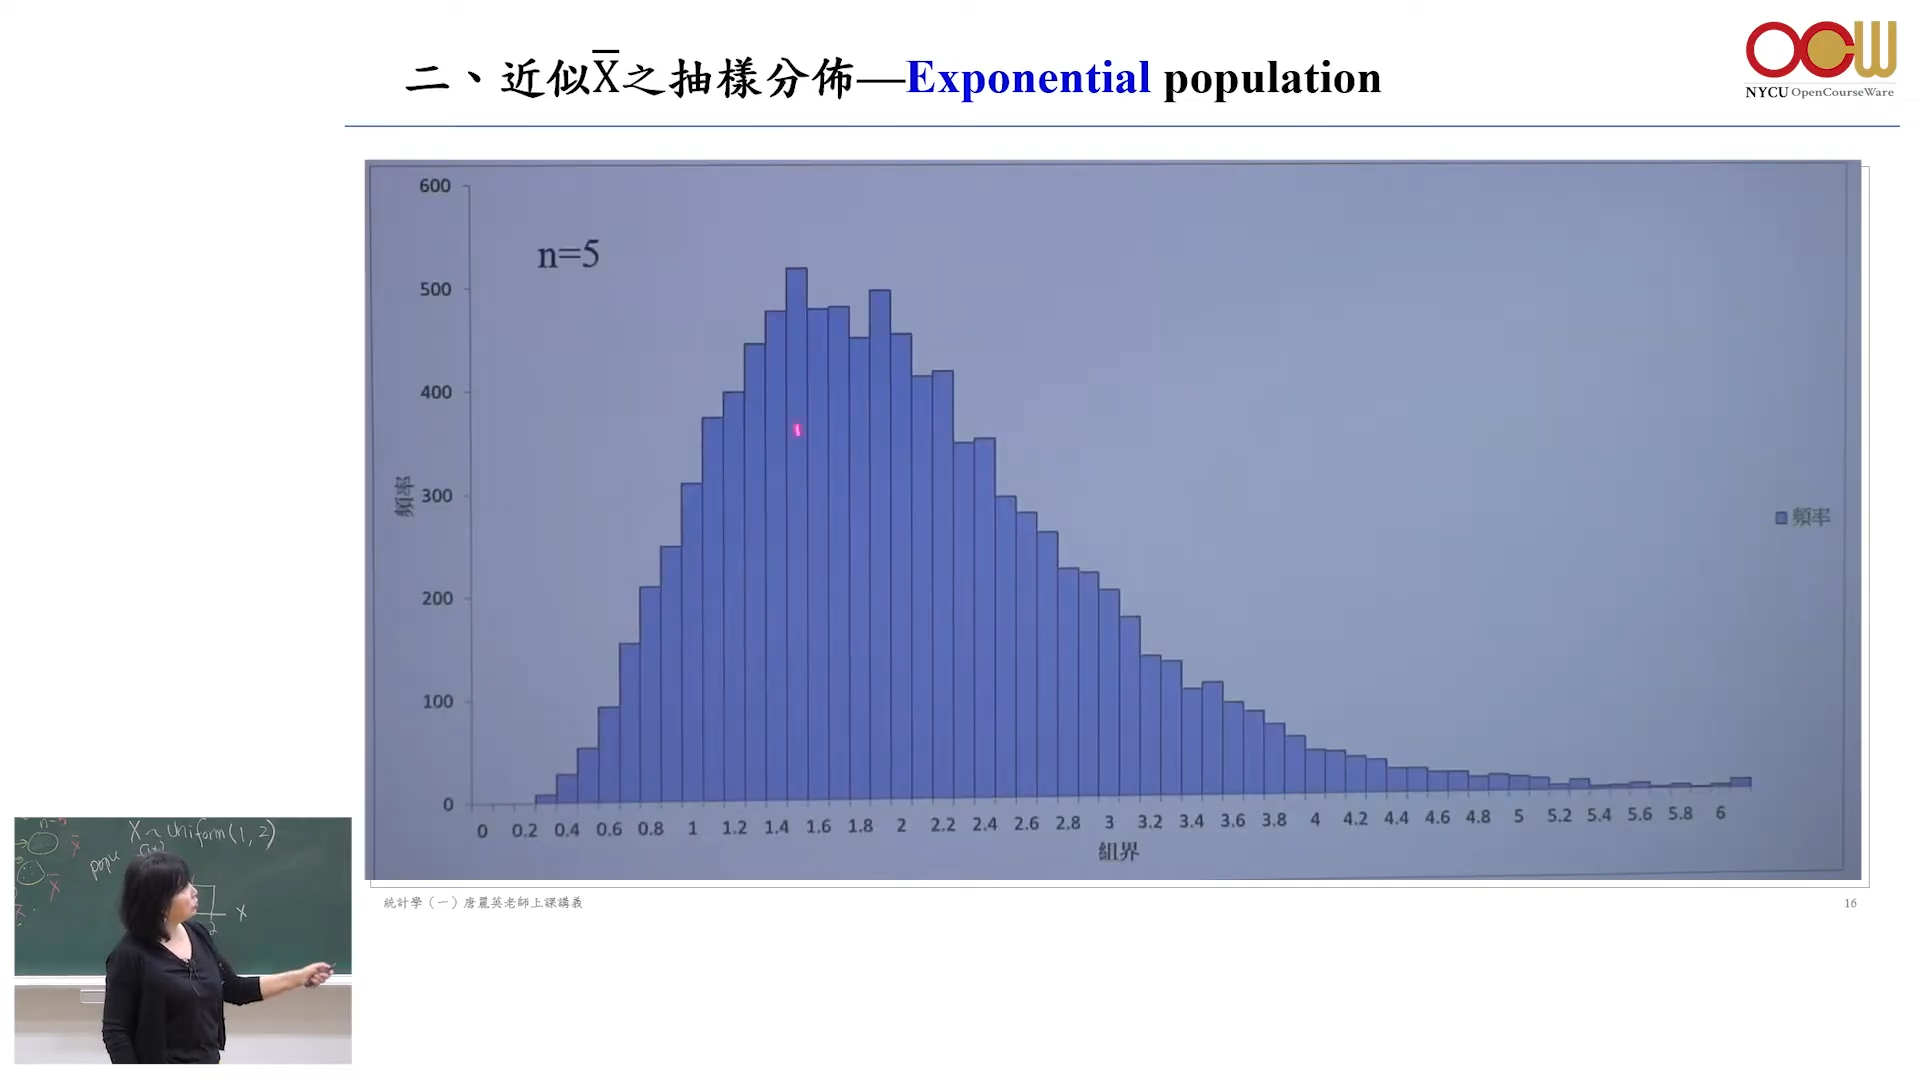 二、近似X̄之抽樣分佈—Exponential population
OCW
NYCU OpenCourseWare
n=5
600
500
400
300
200
100
0
頻率
0 0.2 0.4 0.6 0.8 1 1.2 1.4 1.6 1.8 2 2.2 2.4 2.6 2.8 3 3.2 3.4 3.6 3.8 4 4.2 4.4 4.6 4.8 5 5.2 5.4 5.6 5.8 6
組界
頻率
統計學（一）唐麗英老師上課講義
16
X ~ Uniform(1, 2)
popu
X̄
X̄
X
2